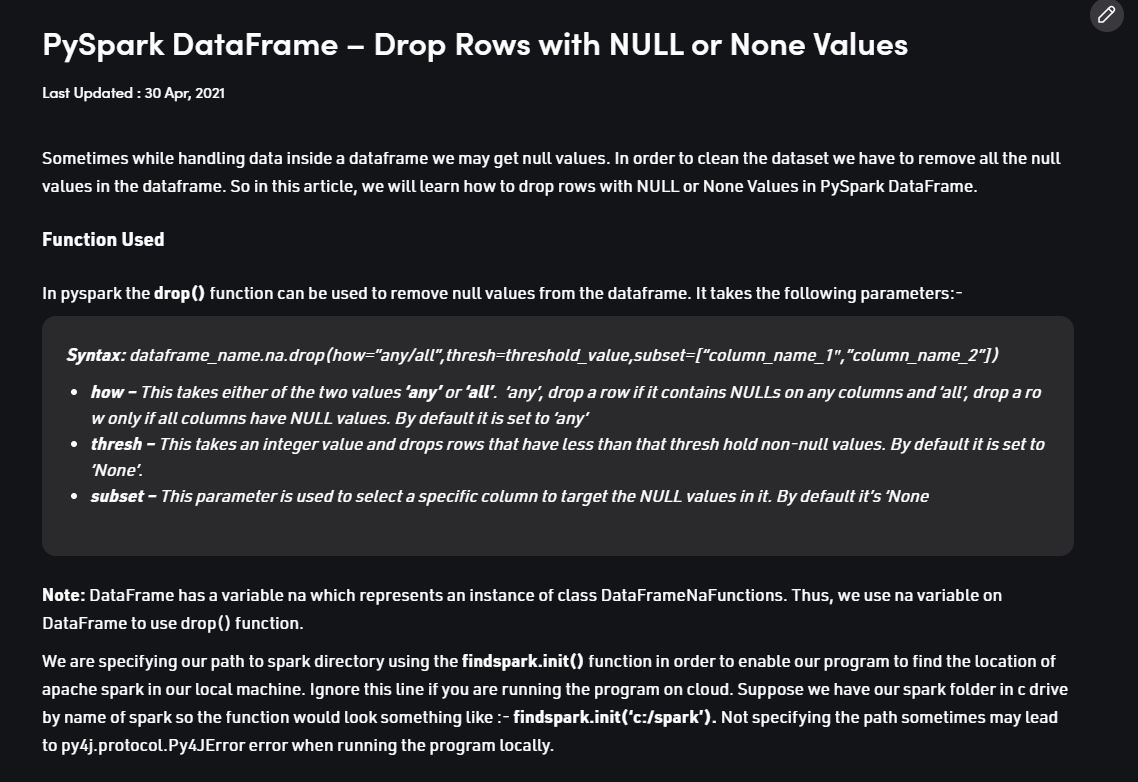 PySpark DataFrame – Drop Rows with NULL or None Values
Last Updated : 30 Apr, 2021
Sometimes while handling data inside a dataframe we may get null values. In order to clean the dataset we have to remove all the null
values in the dataframe. So in this article, we will learn how to drop rows with NULL or None Values in PySpark DataFrame.
Function Used
In pyspark the drop() function can be used to remove null values from the dataframe. It takes the following parameters:-
Syntax: dataframe_name.na.drop(how=”any/all”,thresh=threshold_value,subset=[“column_name_1″,”column_name_2”])
• how – This takes either of the two values ‘any’ or ‘all’.  ‘any‘, drop a row if it contains NULLs on any columns and ‘all’, drop a ro
w only if all columns have NULL values. By default it is set to ‘any’
• thresh – This takes an integer value and drops rows that have less than that thresh hold non-null values. By default it is set to
‘None’.
• subset – This parameter is used to select a specific column to target the NULL values in it. By default it’s ‘None
Note: DataFrame has a variable na which represents an instance of class DataFrameNaFunctions. Thus, we use na variable on
DataFrame to use drop() function.
We are specifying our path to spark directory using the findspark.init() function in order to enable our program to find the location of
apache spark in our local machine. Ignore this line if you are running the program on cloud. Suppose we have our spark folder in c drive
by name of spark so the function would look something like :- findspark.init(‘c:/spark’). Not specifying the path sometimes may lead
to py4j.protocol.Py4JError error when running the program locally.